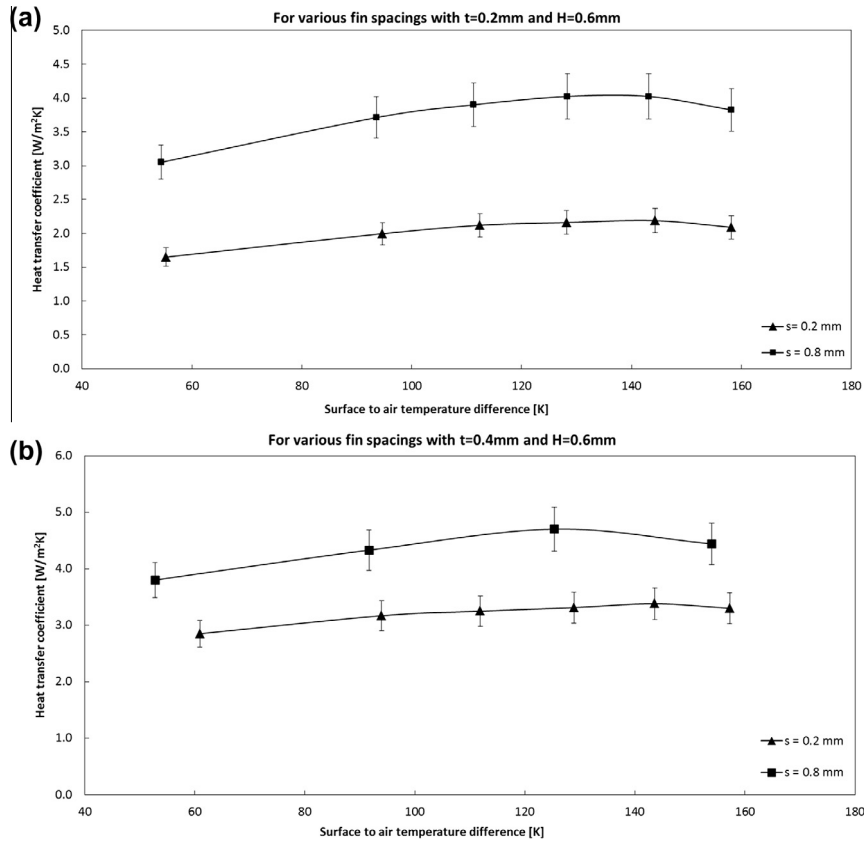 (a)
For various fin spacings with t=0.2mm and H=0.6mm
Heat transfer coefficient [W/m²K]
5.0
4.5
4.0
3.5
3.0
2.5
2.0
1.5
1.0
0.5
0.0
s= 0.2 mm
s = 0.8 mm
40 60 80 100 120 140 160 180
Surface to air temperature difference [K]
(b)
For various fin spacings with t=0.4mm and H=0.6mm
Heat transfer coefficient [W/m²K]
6.0
5.0
4.0
3.0
2.0
1.0
0.0
s = 0.2 mm
s = 0.8 mm
40 60 80 100 120 140 160 180
Surface to air temperature difference [K]